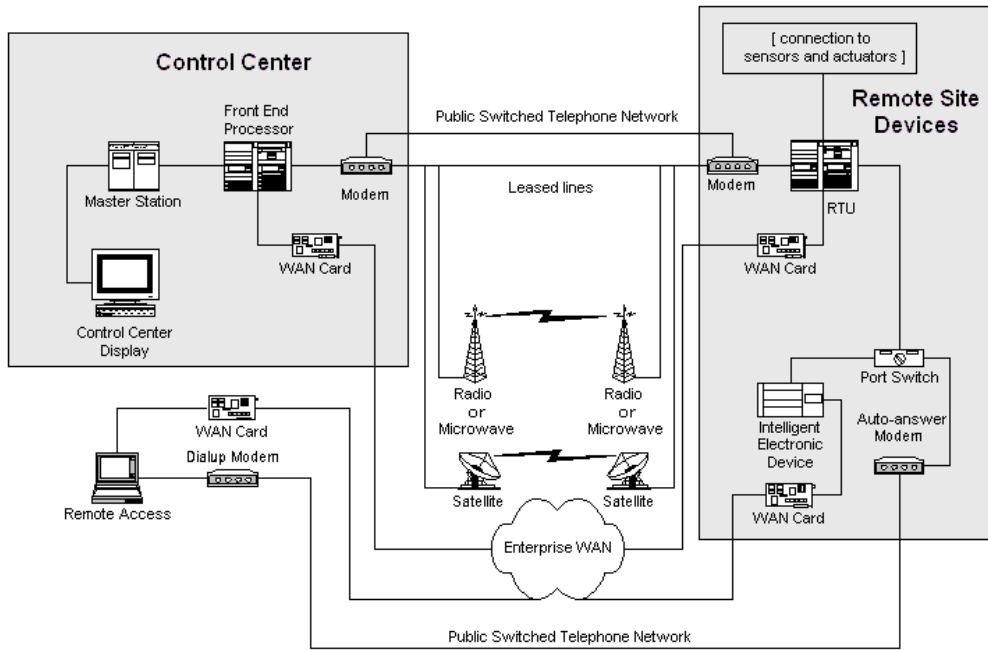 Control Center
Front End
Processor
Master Station
Modem
WAN Card
Control Center
Display
Public Switched Telephone Network
Leased lines
[ connection to
sensors and actuators ]
Remote Site
Devices
Modem
RTU
WAN Card
Port Switch
Intelligent
Electronic
Device
Auto-answer
Modem
WAN Card
Radio
or
Microwave
Radio
or
Microwave
Satellite
Satellite
Enterprise WAN
WAN Card
Dialup Modem
Remote Access
Public Switched Telephone Network